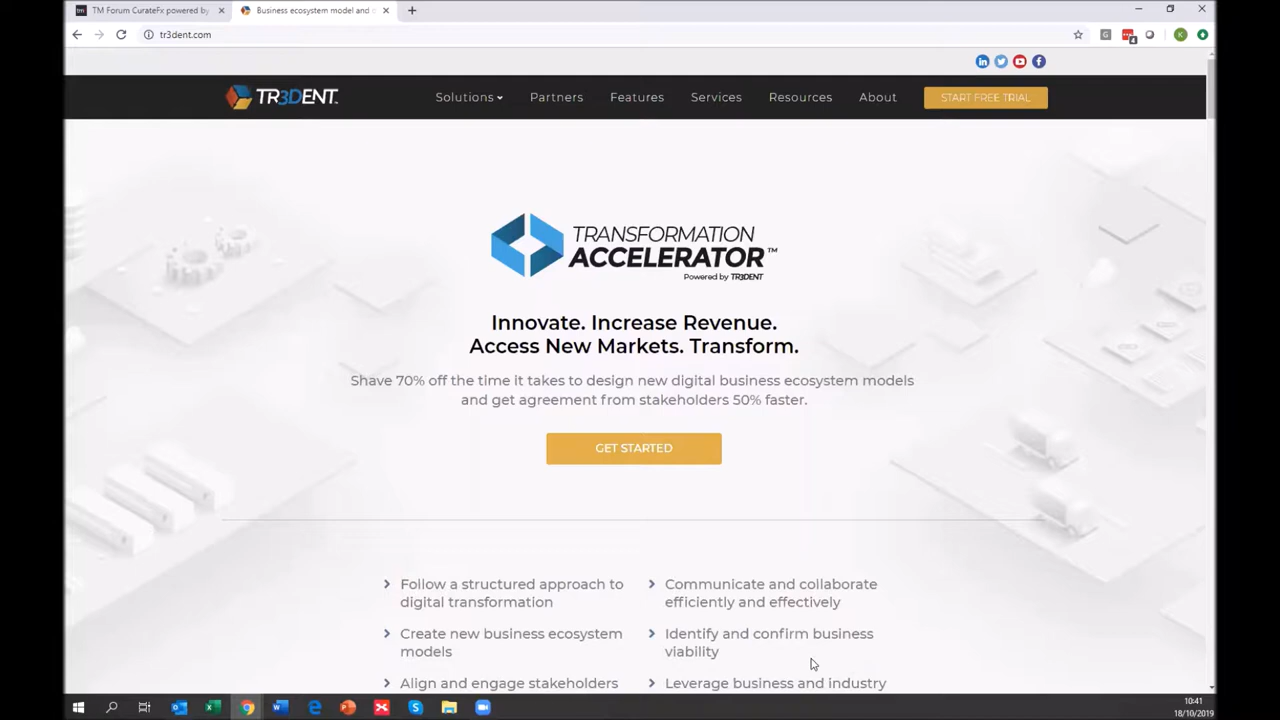 TM Forum CurateFx powered by
Business ecosystem model and
tr3dent.com
TR3DENT
Solutions
Partners
Features
Services
Resources
About
START FREE TRIAL
TRANSFORMATION
ACCELERATOR™
Powered by TR3DENT
Innovate. Increase Revenue.
Access New Markets. Transform.
Shave 70% off the time it takes to design new digital business ecosystem models
and get agreement from stakeholders 50% faster.
GET STARTED
Follow a structured approach to
digital transformation
Communicate and collaborate
efficiently and effectively
Create new business ecosystem
models
Identify and confirm business
viability
Align and engage stakeholders
Leverage business and industry
10:41
18/10/2019